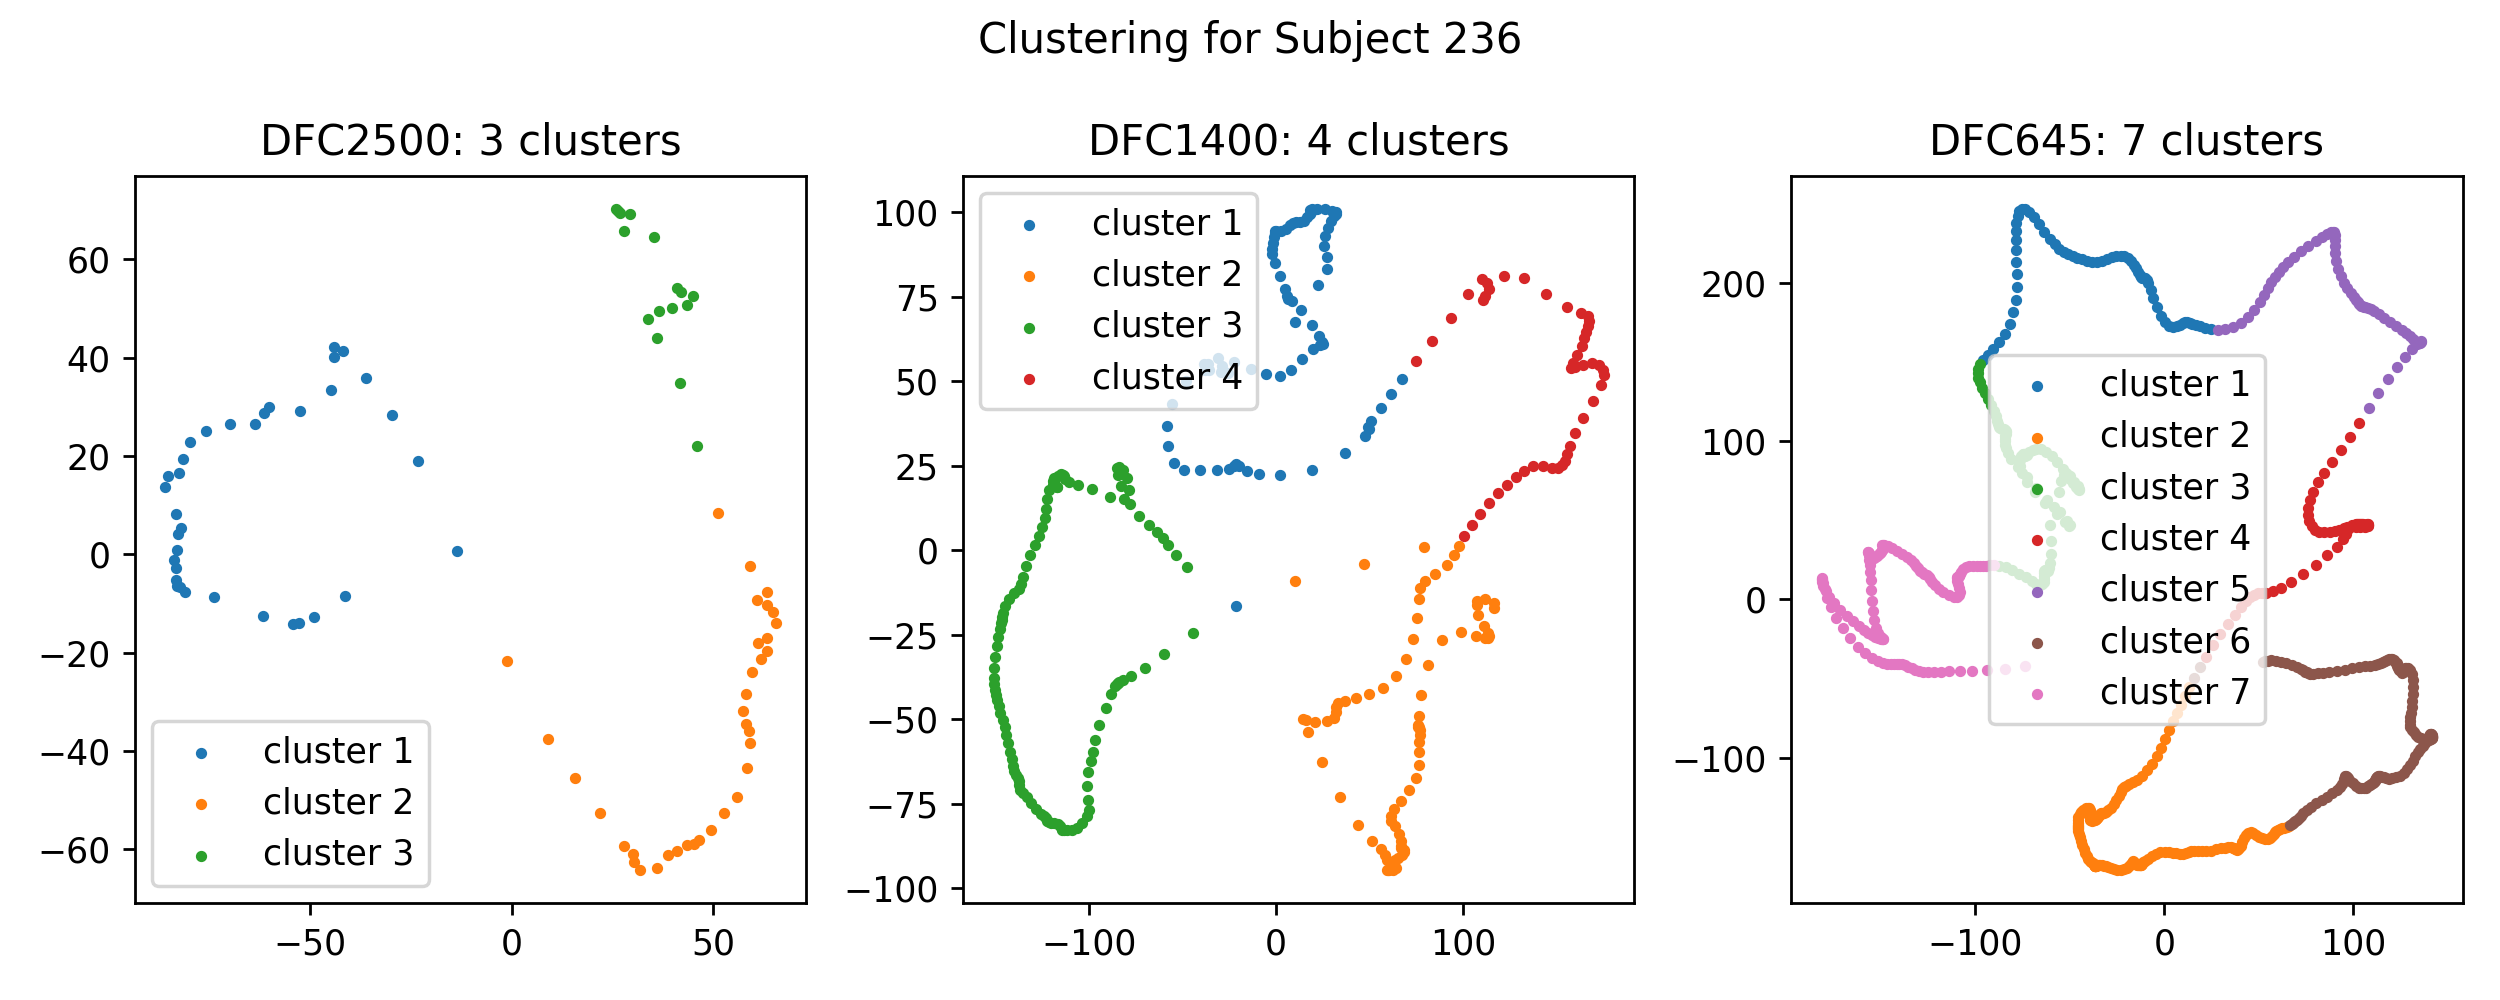 Clustering for Subject 236
DFC2500: 3 clusters
60
40
20
0
−20
−40
−60
−50
0
50
cluster 1
cluster 2
cluster 3
DFC1400: 4 clusters
100
75
50
25
0
−25
−50
−75
−100
−100
0
100
cluster 1
cluster 2
cluster 3
cluster 4
DFC645: 7 clusters
200
100
0
−100
−100
0
100
cluster 1
cluster 2
cluster 3
cluster 4
cluster 5
cluster 6
cluster 7